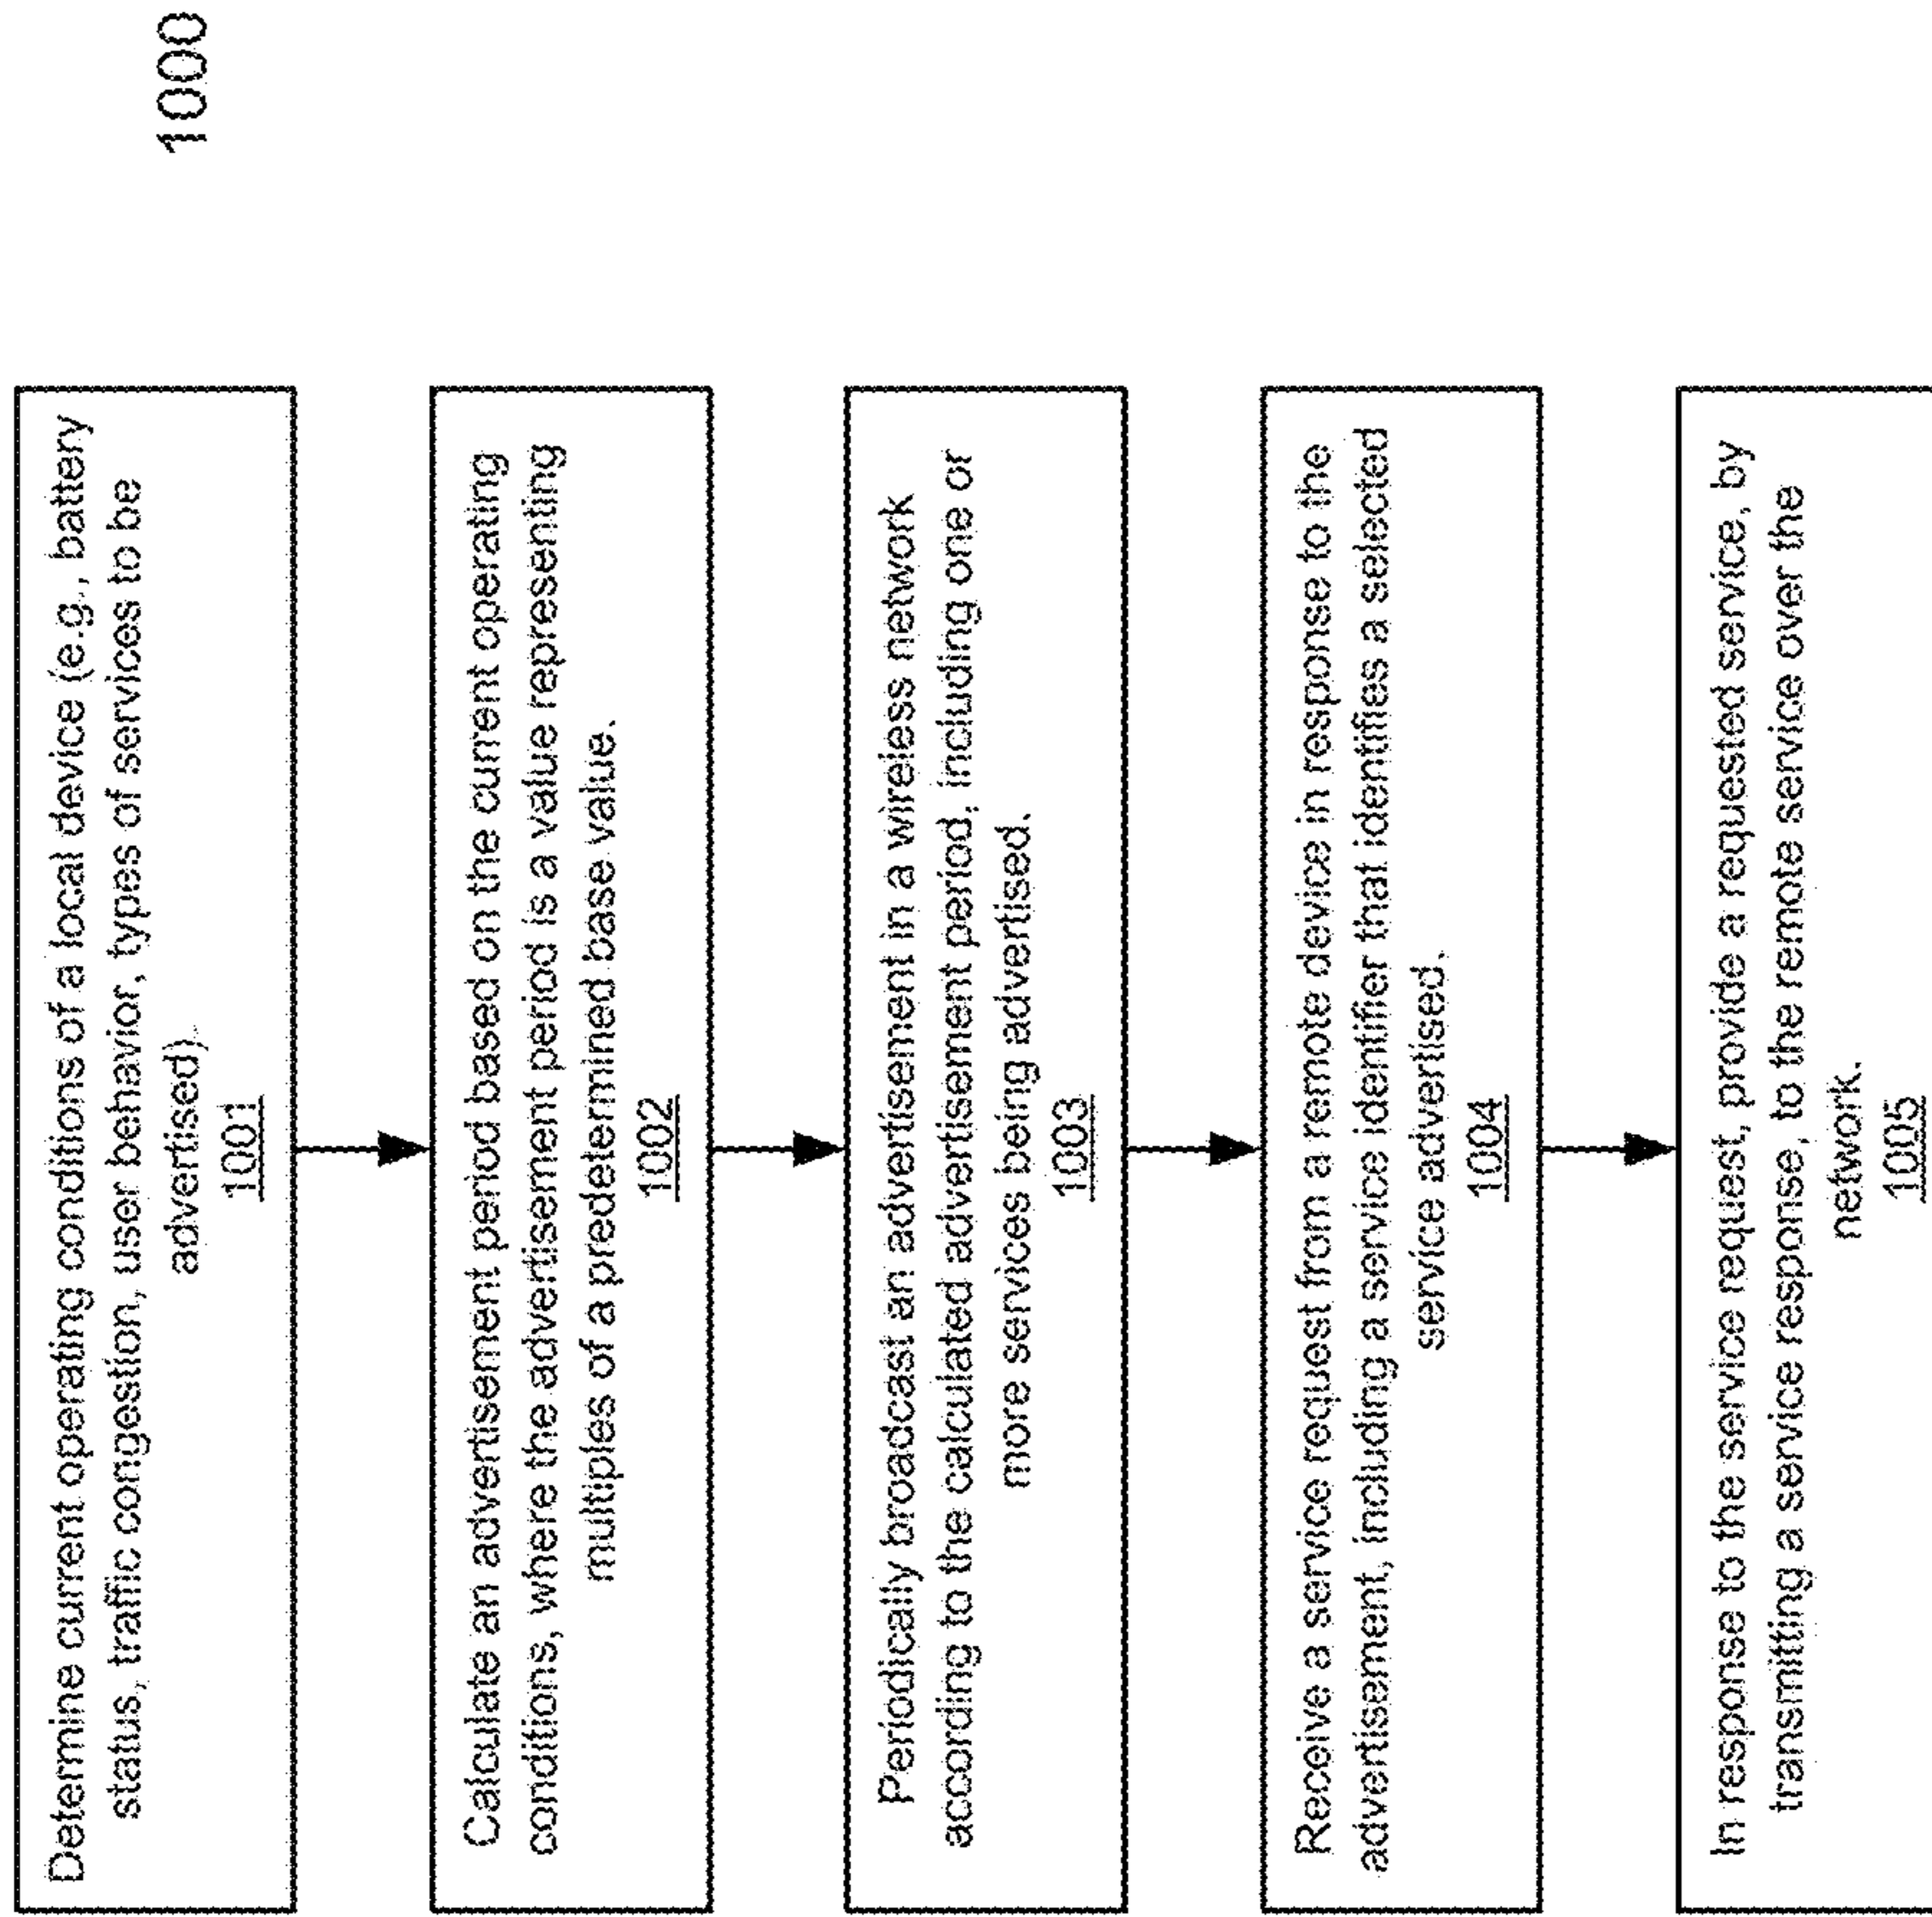 1000
Determine current operating conditions of a local device (e.g., battery
status, traffic congestion, user behavior, types of services to be
advertised).
1001
Calculate an advertisement period based on the current operating
conditions, where the advertisement period is a value representing
multiples of a predetermined base value.
1002
Periodically broadcast an advertisement in a wireless network
according to the calculated advertisement period, including one or
more services being advertised.
1003
Receive a service request from a remote device in response to the
advertisement, including a service identifier that identifies a selected
service advertised.
1004
In response to the service request, provide a requested service, by
transmitting a service response, to the remote service over the
network.
1005